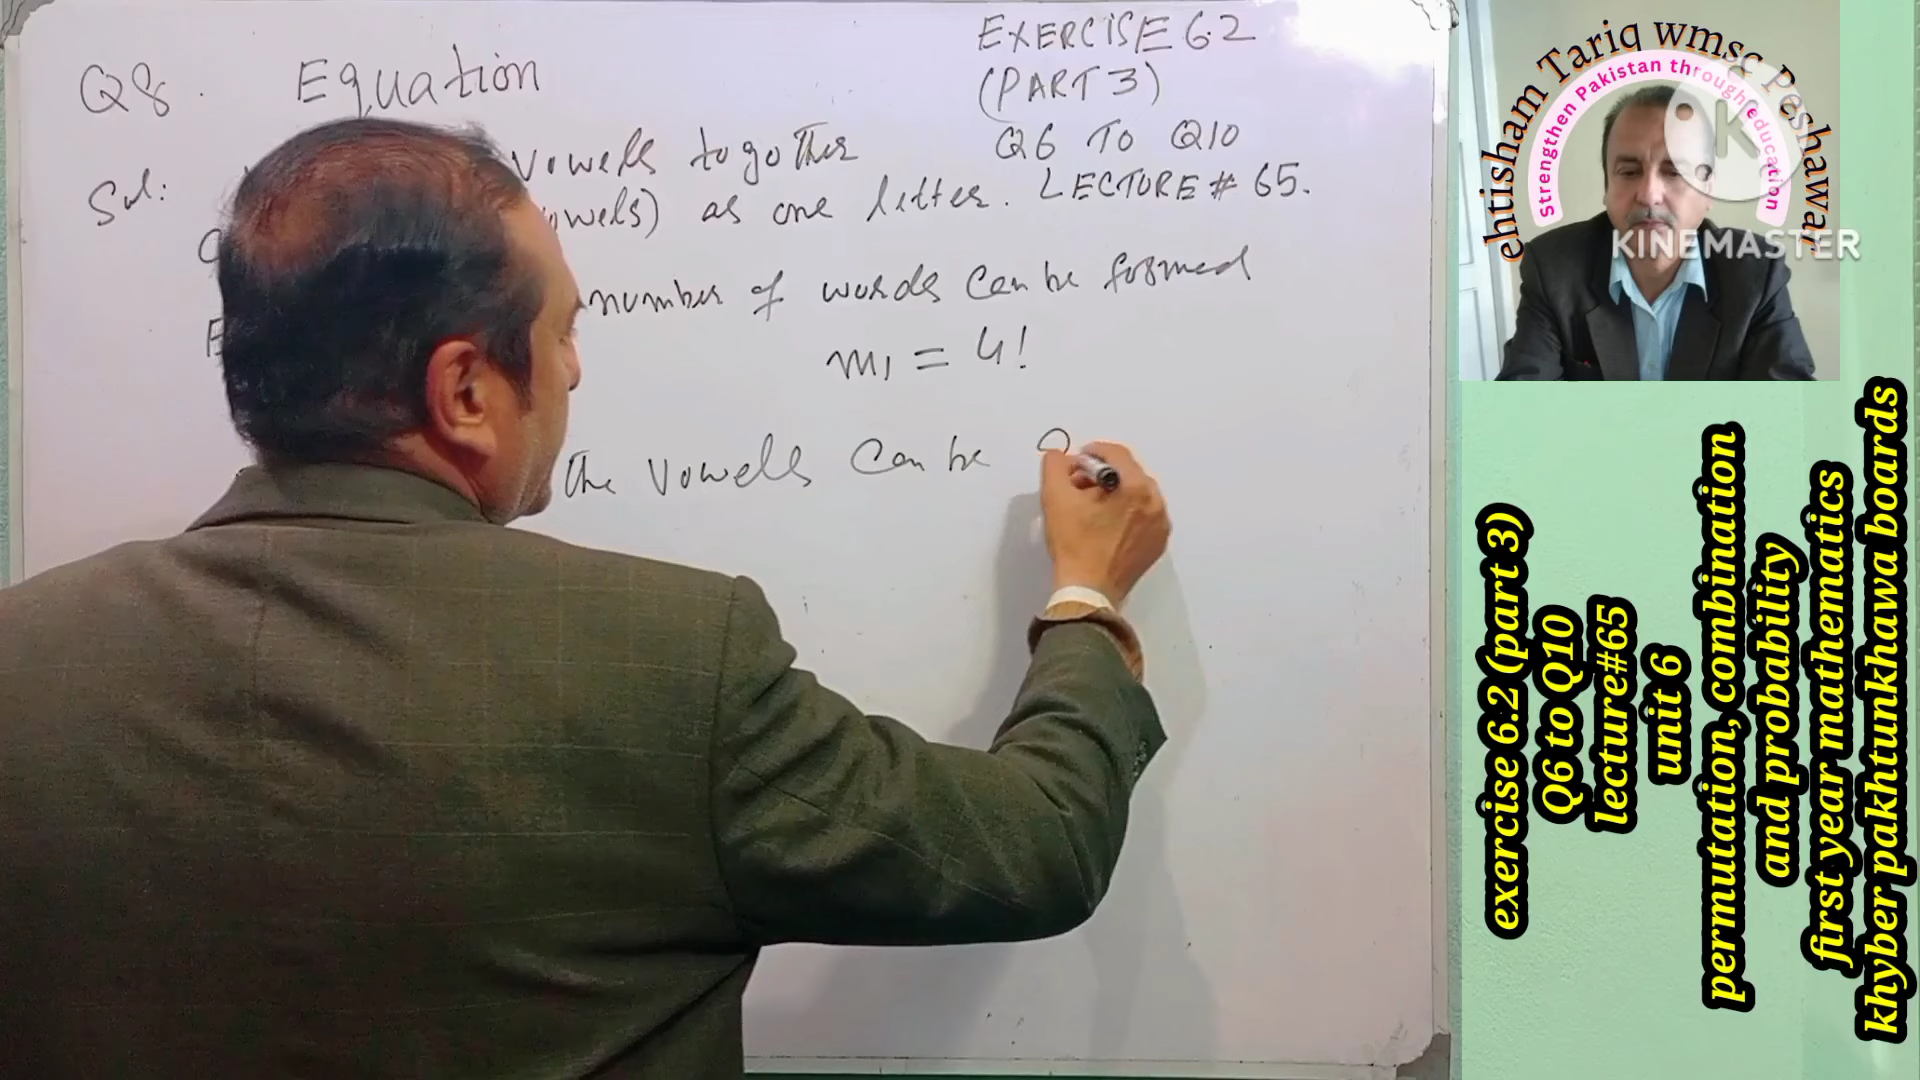 EXERCISE 6.2
(PART 3)
Q6 TO Q10
LECTURE # 65.
Q8. Equation
Sol: Vowels togother
owels) as one letter.
number of words can be formed
m1 = 4!
the vowels can be
ehtisham Tariq wmsc Peshawar
Strengthen Pakistan through education
K
KINEMASTER
exercise 6.2 (part 3)
Q6 to Q10
lecture#65
unit 6
permutation, combination
and probability
first year mathematics
khyber pakhtunkhawa boards